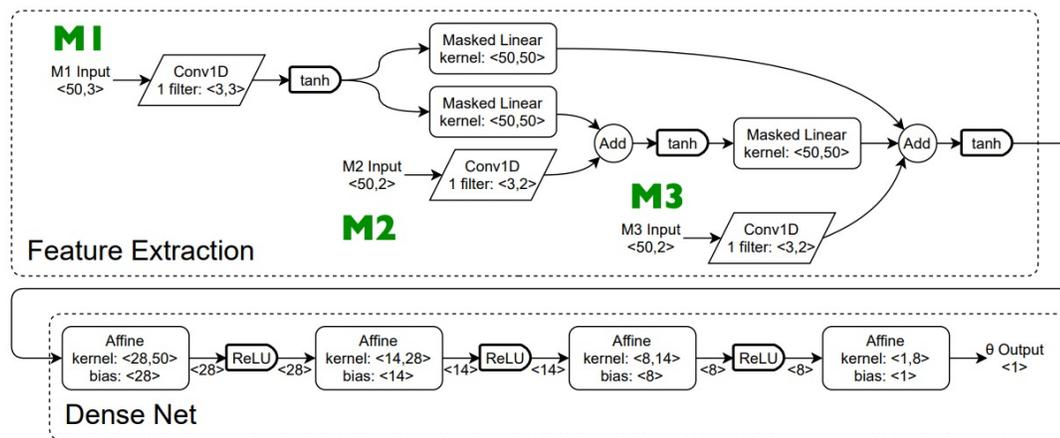 M1
M1 Input
<50,3>
Conv1D
1 filter: <3,3>
tanh
Masked Linear
kernel: <50,50>
Masked Linear
kernel: <50,50>
M2 Input
<50,2>
Conv1D
1 filter: <3,2>
M2
Add
tanh
Masked Linear
kernel: <50,50>
M3
M3 Input
<50,2>
Conv1D
1 filter: <3,2>
Add
tanh
Feature Extraction
Affine
kernel: <28,50>
bias: <28>
<28>
ReLU
<28>
Affine
kernel: <14,28>
bias: <14>
<14>
ReLU
<14>
Affine
kernel: <8,14>
bias: <8>
<8>
ReLU
<8>
Affine
kernel: <1,8>
bias: <1>
θ Output
<1>
Dense Net